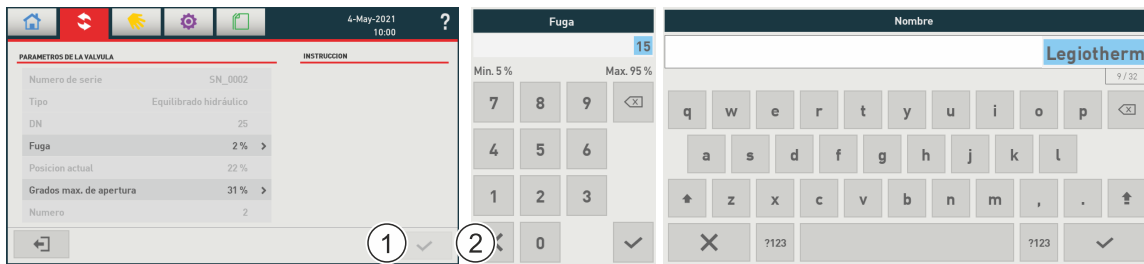 4-May-2021
10:00
?
PARAMETROS DE LA VALVULA
INSTRUCCION
Numero de serie SN_0002
Tipo Equilibrado hidráulico
DN 25
Fuga 2 % >
Posicion actual 22 %
Grados max. de apertura 31 % >
Numero 2
1
2
Fuga
15
Min. 5 % Max. 95 %
7 8 9
4 5 6
1 2 3
0
Nombre
Legiotherm
9 / 32
q w e r t y u i o p
a s d f g h j k l
z x c v b n m , .
?123 ?123